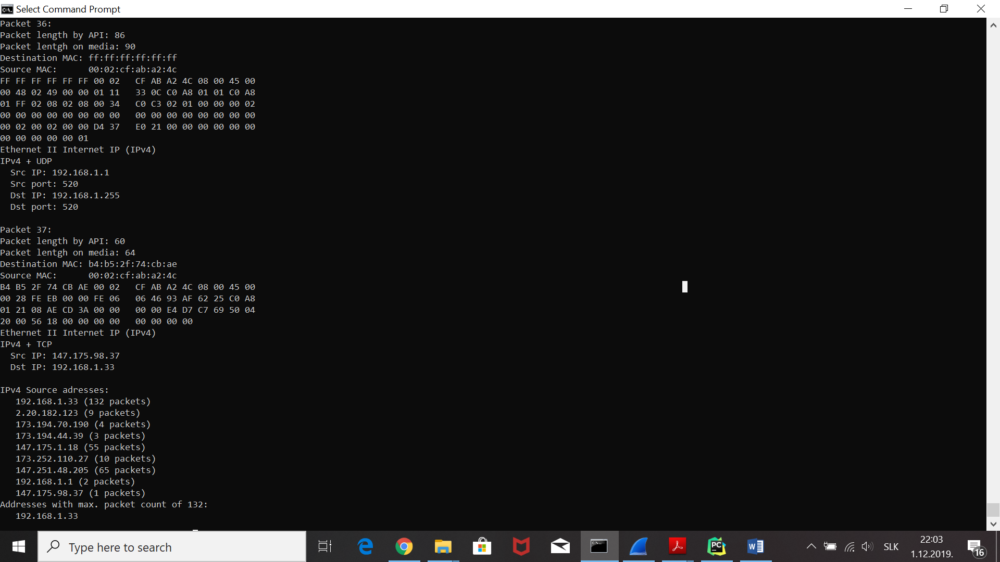 Select Command Prompt
Packet 36:
Packet length by API: 86
Packet lentgh on media: 90
Destination MAC: ff:ff:ff:ff:ff:ff
Source MAC:      00:02:cf:ab:a2:4c
FF FF FF FF FF FF 00 02   CF AB A2 4C 08 00 45 00
00 48 02 49 00 00 01 11   33 0C C0 A8 01 01 C0 A8
01 FF 02 08 02 08 00 34   C0 C3 02 01 00 00 00 02
00 00 00 00 00 00 00 00   00 00 00 00 00 00 00 00
00 02 00 02 00 00 D4 37   E0 21 00 00 00 00 00 00
00 00 00 00 00 01
Ethernet II Internet IP (IPv4)
IPv4 + UDP
  Src IP: 192.168.1.1
  Src port: 520
  Dst IP: 192.168.1.255
  Dst port: 520
Packet 37:
Packet length by API: 60
Packet lentgh on media: 64
Destination MAC: b4:b5:2f:74:cb:ae
Source MAC:      00:02:cf:ab:a2:4c
B4 B5 2F 74 CB AE 00 02   CF AB A2 4C 08 00 45 00
00 28 FE EB 00 00 FE 06   06 46 93 AF 62 25 C0 A8
01 21 08 AE CD 3A 00 00   00 00 E4 D7 C7 69 50 04
20 00 56 18 00 00 00 00   00 00 00 00
Ethernet II Internet IP (IPv4)
IPv4 + TCP
  Src IP: 147.175.98.37
  Dst IP: 192.168.1.33
IPv4 Source adresses:
   192.168.1.33 (132 packets)
   2.20.182.123 (9 packets)
   173.194.70.190 (4 packets)
   173.194.44.39 (3 packets)
   147.175.1.18 (55 packets)
   173.252.110.27 (10 packets)
   147.251.48.205 (65 packets)
   192.168.1.1 (2 packets)
   147.175.98.37 (1 packets)
Addresses with max. packet count of 132:
   192.168.1.33
Type here to search
PC
W
SLK
22:03
1.12.2019.
16